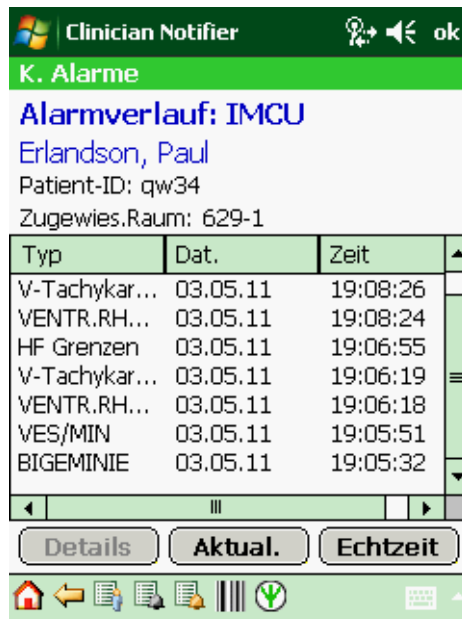 Clinician Notifier ok
K. Alarme
Alarmverlauf: IMCU
Erlandson, Paul
Patient-ID: qw34
Zugewies.Raum: 629-1
Typ Dat. Zeit
V-Tachykar... 03.05.11 19:08:26
VENTR.RH... 03.05.11 19:08:24
HF Grenzen 03.05.11 19:06:55
V-Tachykar... 03.05.11 19:06:19
VENTR.RH... 03.05.11 19:06:18
VES/MIN 03.05.11 19:05:51
BIGEMINIE 03.05.11 19:05:32
Details Aktual. Echtzeit